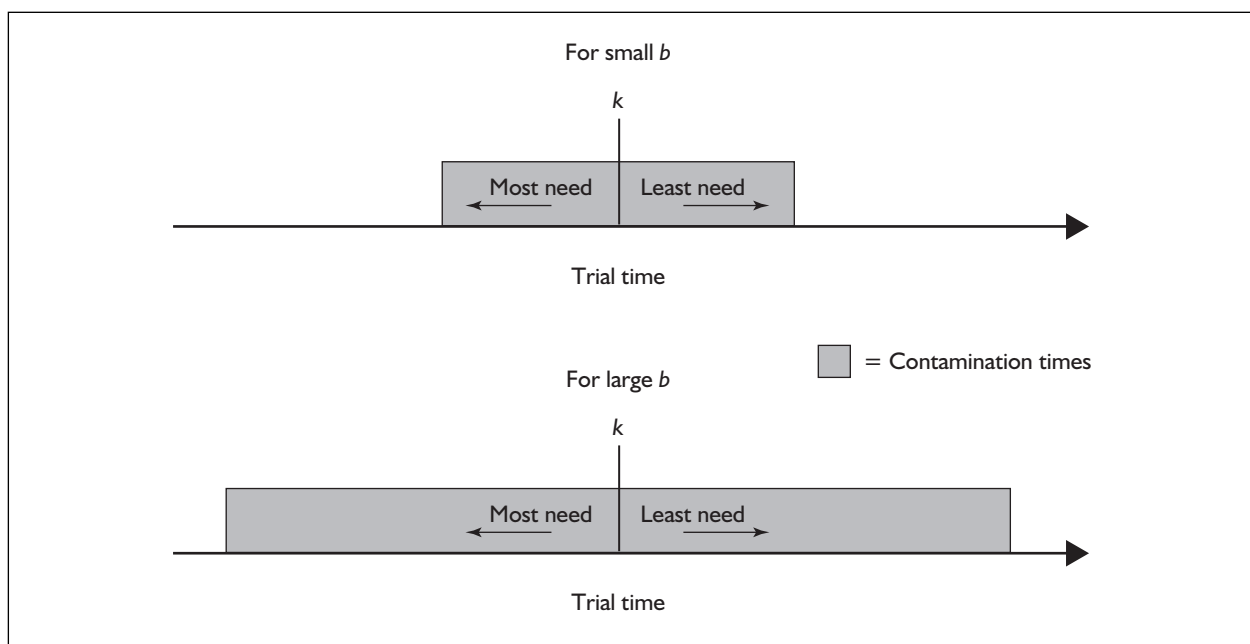 For small b
k
Most need
Least need
Trial time
= Contamination times
For large b
k
Most need
Least need
Trial time